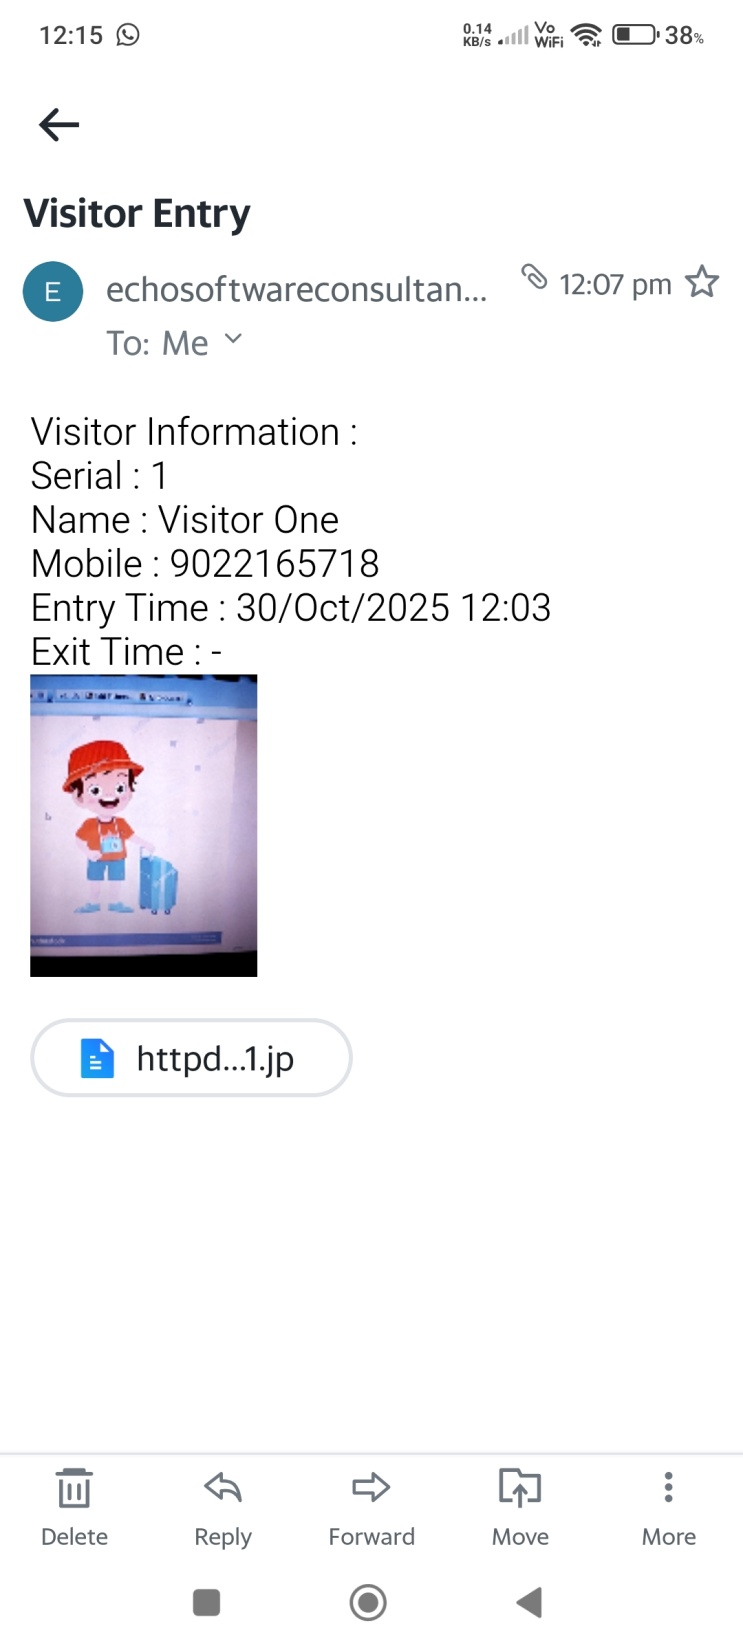 12:15
0.14 KB/s Vo WiFi 38%
Visitor Entry
E
echosoftwareconsultan... 12:07 pm
To: Me
Visitor Information :
Serial : 1
Name : Visitor One
Mobile : 9022165718
Entry Time : 30/Oct/2025 12:03
Exit Time : -
httpd...1.jp
Delete Reply Forward Move More